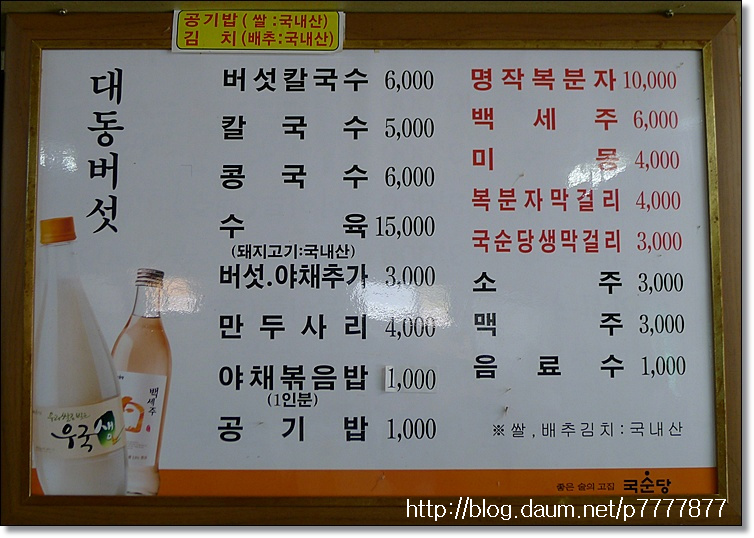 공기밥 ( 쌀 :국내산 )
김 치 (배추:국내산)
대동버섯
버섯칼국수 6,000
칼국수 5,000
콩국수 6,000
수육 15,000
(돼지고기:국내산)
버섯.야채추가 3,000
만두사리 4,000
야채볶음밥 1,000
(1인분)
공기밥 1,000
명작복분자 10,000
백세주 6,000
미몽 4,000
복분자막걸리 4,000
국순당생막걸리 3,000
소주 3,000
맥주 3,000
음료수 1,000
※ 쌀 , 배추김치 : 국내산
우국생
백세주
좋은 술의 고집 국순당
http://blog.daum.net/p7777877